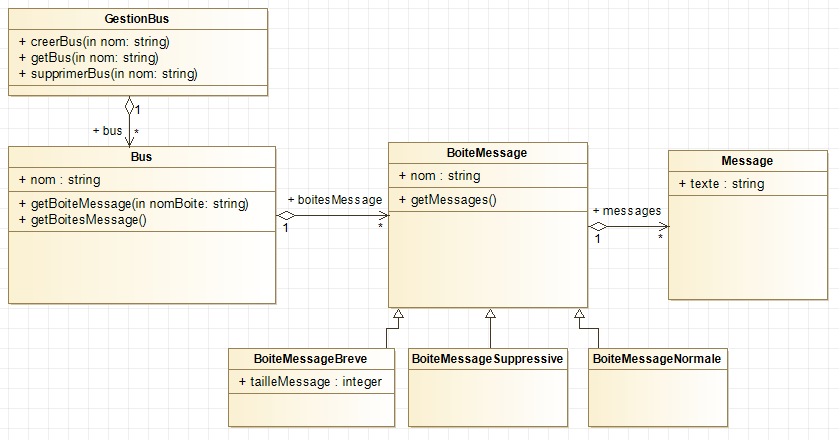 GestionBus
+ creerBus(in nom: string)
+ getBus(in nom: string)
+ supprimerBus(in nom: string)
1
+ bus
*
Bus
+ nom : string
+ getBoiteMessage(in nomBoite: string)
+ getBoitesMessage()
+ boitesMessage
1
*
BoiteMessage
+ nom : string
+ getMessages()
+ messages
1
*
Message
+ texte : string
BoiteMessageBreve
+ tailleMessage : integer
BoiteMessageSuppressive
BoiteMessageNormale